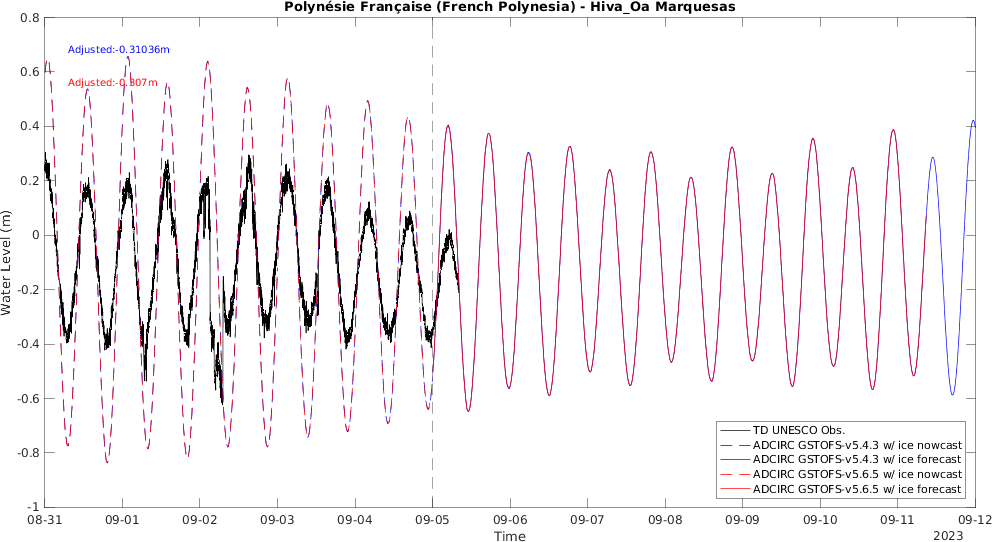 Polynésie Française (French Polynesia) - Hiva_Oa Marquesas
Adjusted:-0.31036m
Adjusted:-0.307m
Water Level (m)
0.8
0.6
0.4
0.2
0
-0.2
-0.4
-0.6
-0.8
-1
TD UNESCO Obs.
ADCIRC GSTOFS-v5.4.3 w/ ice nowcast
ADCIRC GSTOFS-v5.4.3 w/ ice forecast
ADCIRC GSTOFS-v5.6.5 w/ ice nowcast
ADCIRC GSTOFS-v5.6.5 w/ ice forecast
08-31 09-01 09-02 09-03 09-04 09-05 09-06 09-07 09-08 09-09 09-10 09-11 09-12
2023
Time